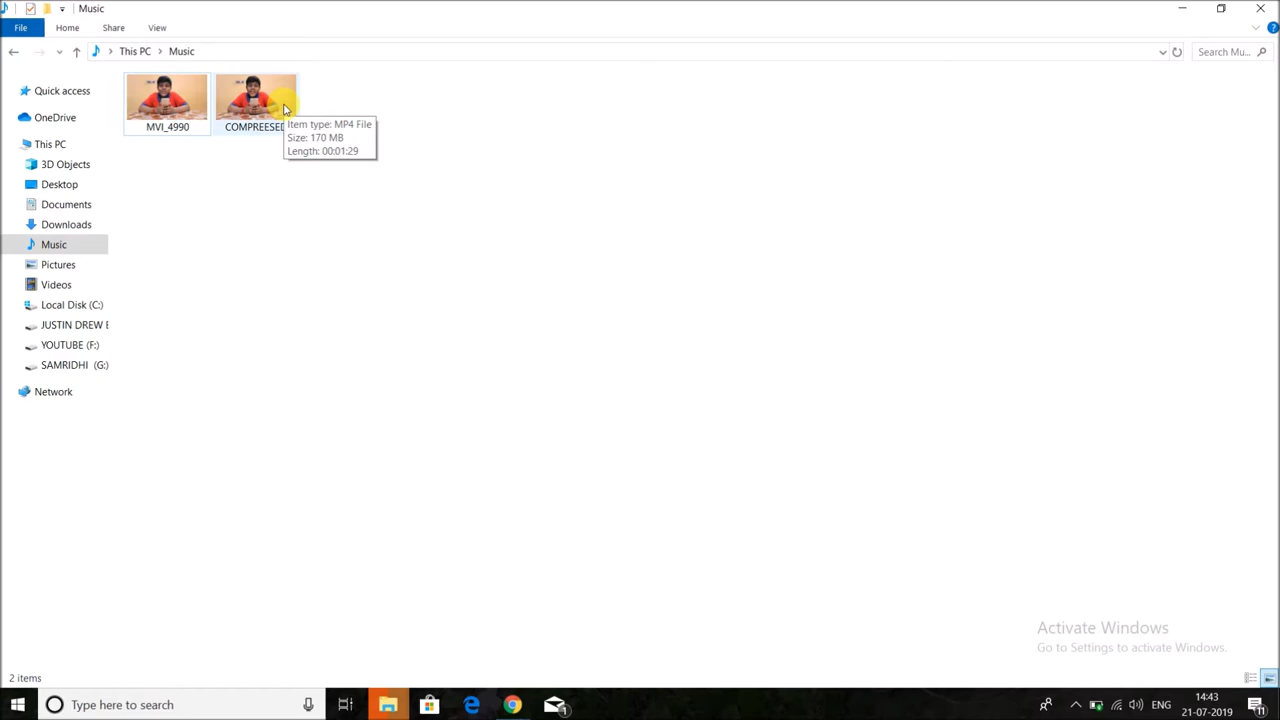 Music
File
Home
Share
View
This PC
Music
Search Mu...
Quick access
OneDrive
This PC
3D Objects
Desktop
Documents
Downloads
Music
Pictures
Videos
Local Disk (C:)
JUSTIN DREW
YOUTUBE (F:)
SAMRIDHI (G:)
Network
MVI_4990
COMPREESED
Item type: MP4 File
Size: 170 MB
Length: 00:01:29
Activate Windows
Go to Settings to activate Windows.
2 items
Type here to search
1
ENG
14:43
21-07-2019
11